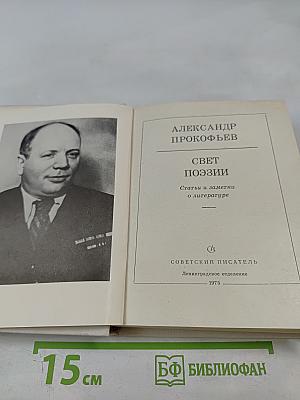 АЛЕКСАНДР
ПРОКОФЬЕВ
СВЕТ
ПОЭЗИИ
Статьи и заметки
о литературе
СОВЕТСКИЙ ПИСАТЕЛЬ
Ленинградское отделение
1975
15 см
БФ БИБЛИОФАН